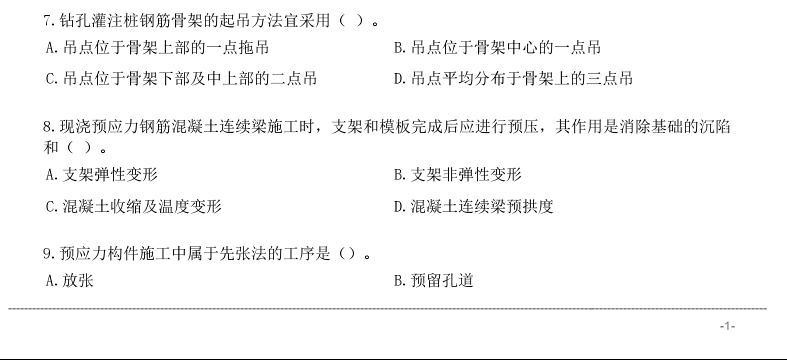 7.钻孔灌注桩钢筋骨架的起吊方法宜采用（ ）。
A.吊点位于骨架上部的一点拖吊 B.吊点位于骨架中心的一点吊
C.吊点位于骨架下部及中上部的二点吊 D.吊点平均分布于骨架上的三点吊
8.现浇预应力钢筋混凝土连续梁施工时，支架和模板完成后应进行预压，其作用是消除基础的沉陷
和（ ）。
A.支架弹性变形 B.支架非弹性变形
C.混凝土收缩及温度变形 D.混凝土连续梁预拱度
9.预应力构件施工中属于先张法的工序是（）。
A.放张 B.预留孔道
-1-